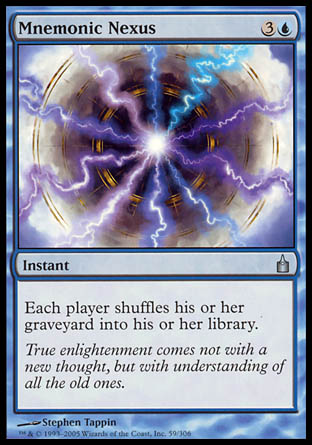 Mnemonic Nexus 3
Instant
Each player shuffles his or her
graveyard into his or her library.
True enlightenment comes not with a
new thought, but with understanding of
all the old ones.
Stephen Tappin
™ & © 1993–2005 Wizards of the Coast, Inc. 59/306